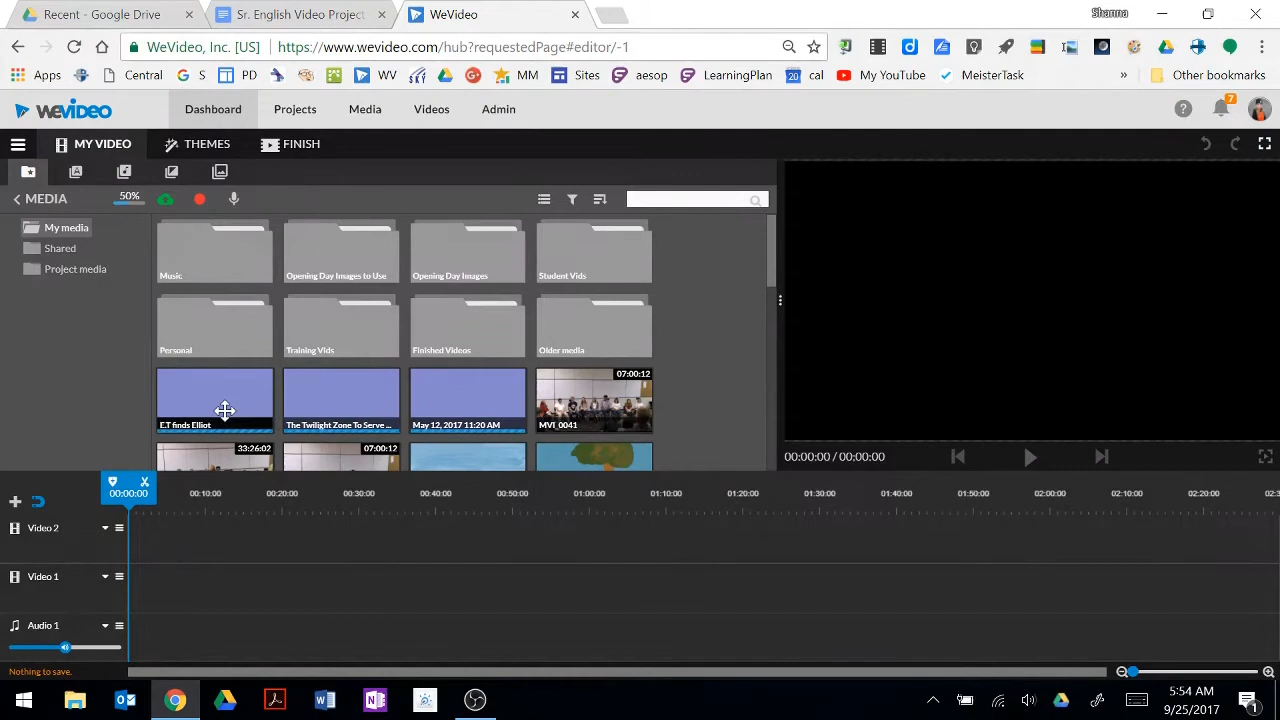 Recent - Google Drive
Sr. English Video Project
WeVideo
Shanna
WeVideo, Inc. [US]
https://www.wevideo.com/hub?requestedPage#editor/-1
Apps
Central
S
PD
WV
MM
Sites
aesop
LearningPlan
20
cal
My YouTube
MeisterTask
»
Other bookmarks
WEVIDEO
Dashboard
Projects
Media
Videos
Admin
7
MY VIDEO
THEMES
FINISH
MEDIA
50%
My media
Shared
Project media
Music
Opening Day Images to Use
Opening Day Images
Student Vids
Personal
Training Vids
Finished Videos
Older media
E.T finds Elliot
The Twilight Zone To Serve ...
May 12, 2017 11:20 AM
07:00:12
MVI_0041
33:26:02
07:00:12
00:00:00 / 00:00:00
00:00:00
00:10:00
00:20:00
00:30:00
00:40:00
00:50:00
01:00:00
01:10:00
01:20:00
01:30:00
01:40:00
01:50:00
02:00:00
02:10:00
02:20:00
Video 2
Video 1
Audio 1
Nothing to save.
5:54 AM
9/25/2017
1